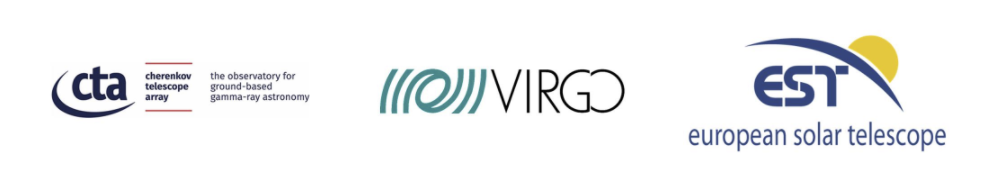 cta
cherenkov
telescope
array
the observatory for
ground-based
gamma-ray astronomy
VIRGO
EST
european solar telescope